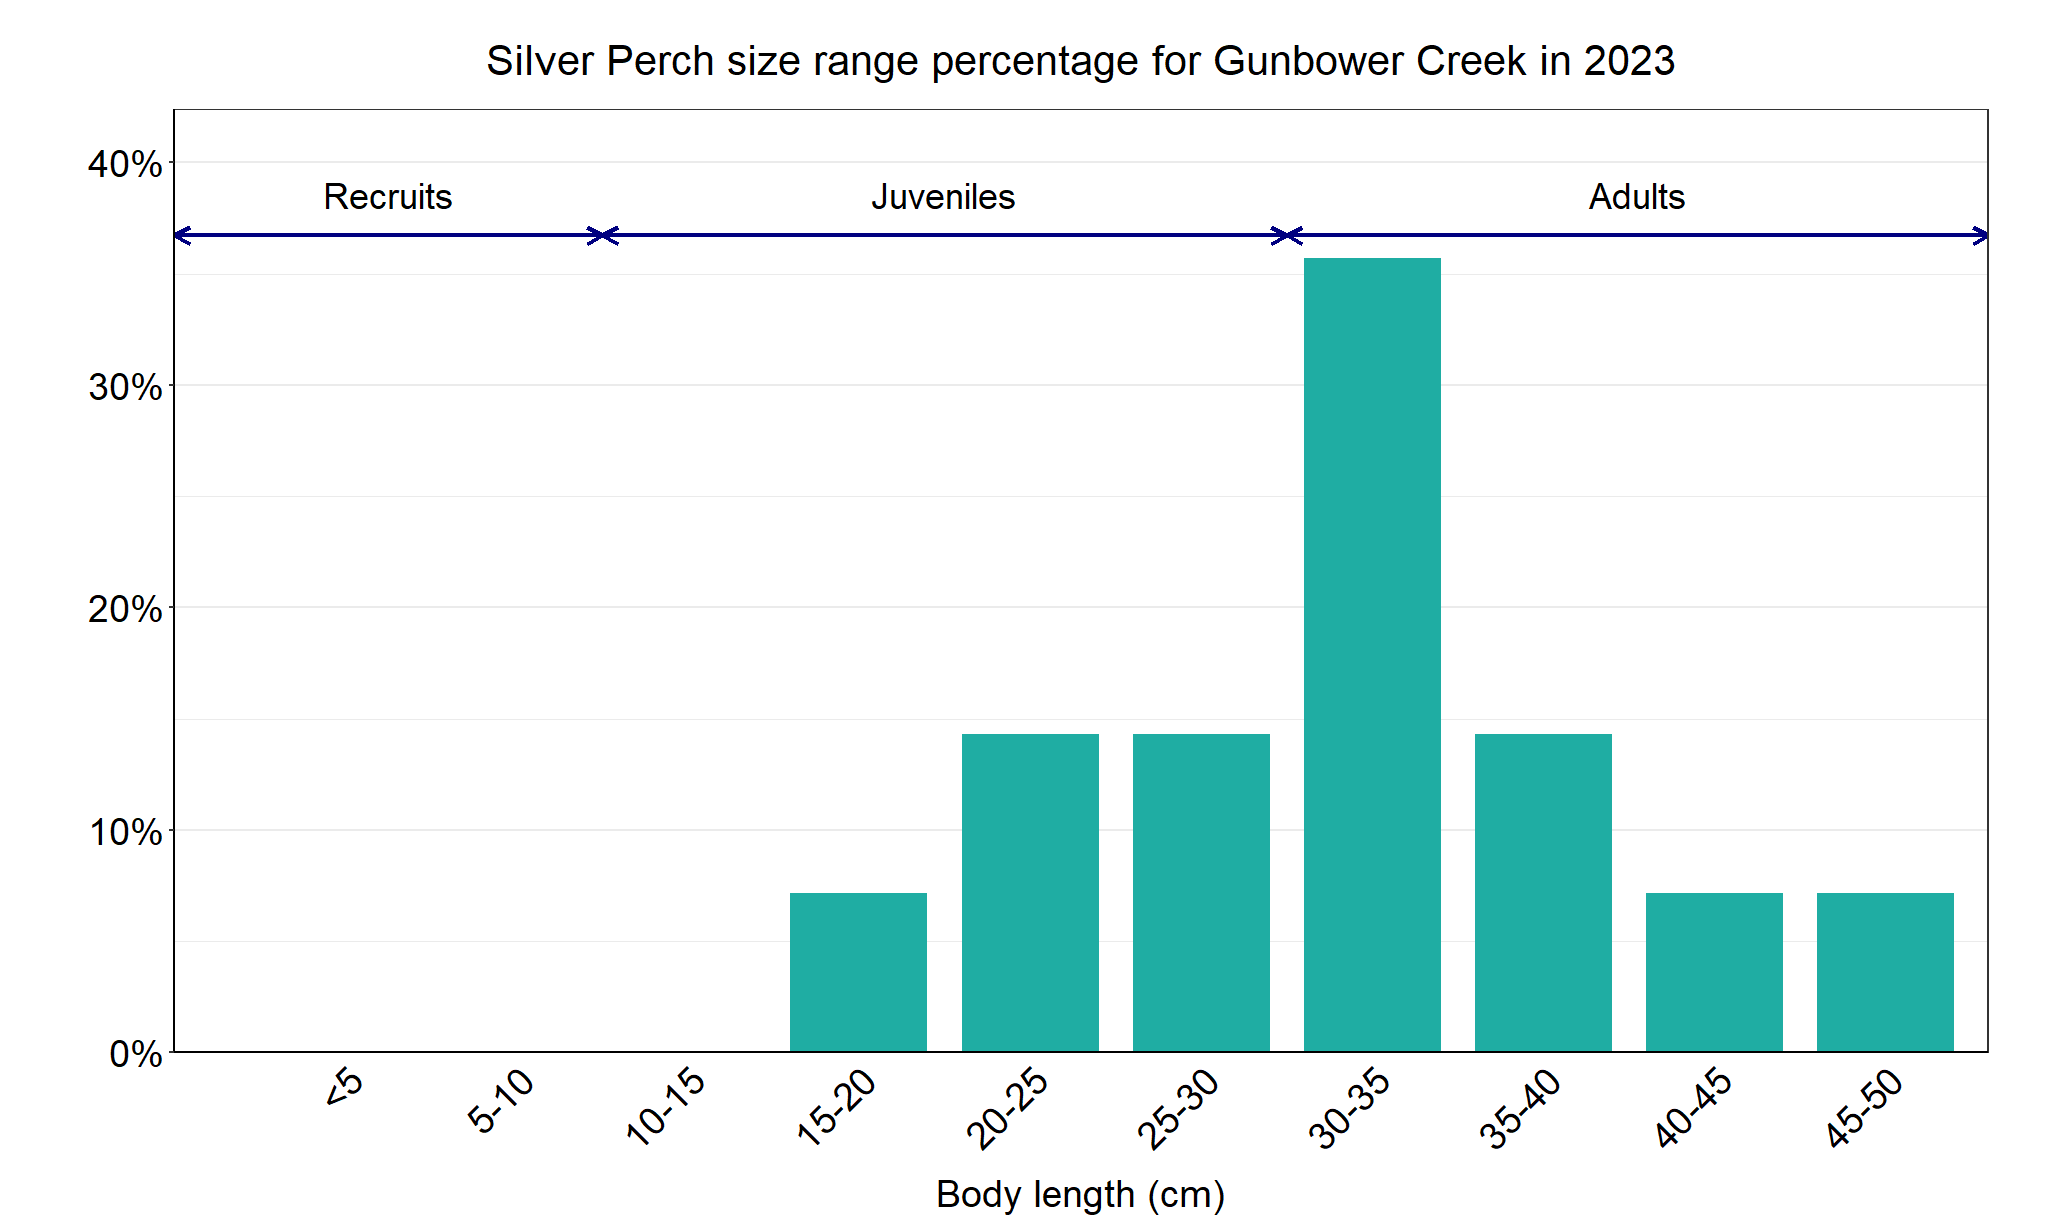 Silver Perch size range percentage for Gunbower Creek in 2023
40%
Recruits Juveniles Adults
30%
20%
10%
0%
<5 5-10 10-15 15-20 20-25 25-30 30-35 35-40 40-45 45-50
Body length (cm)